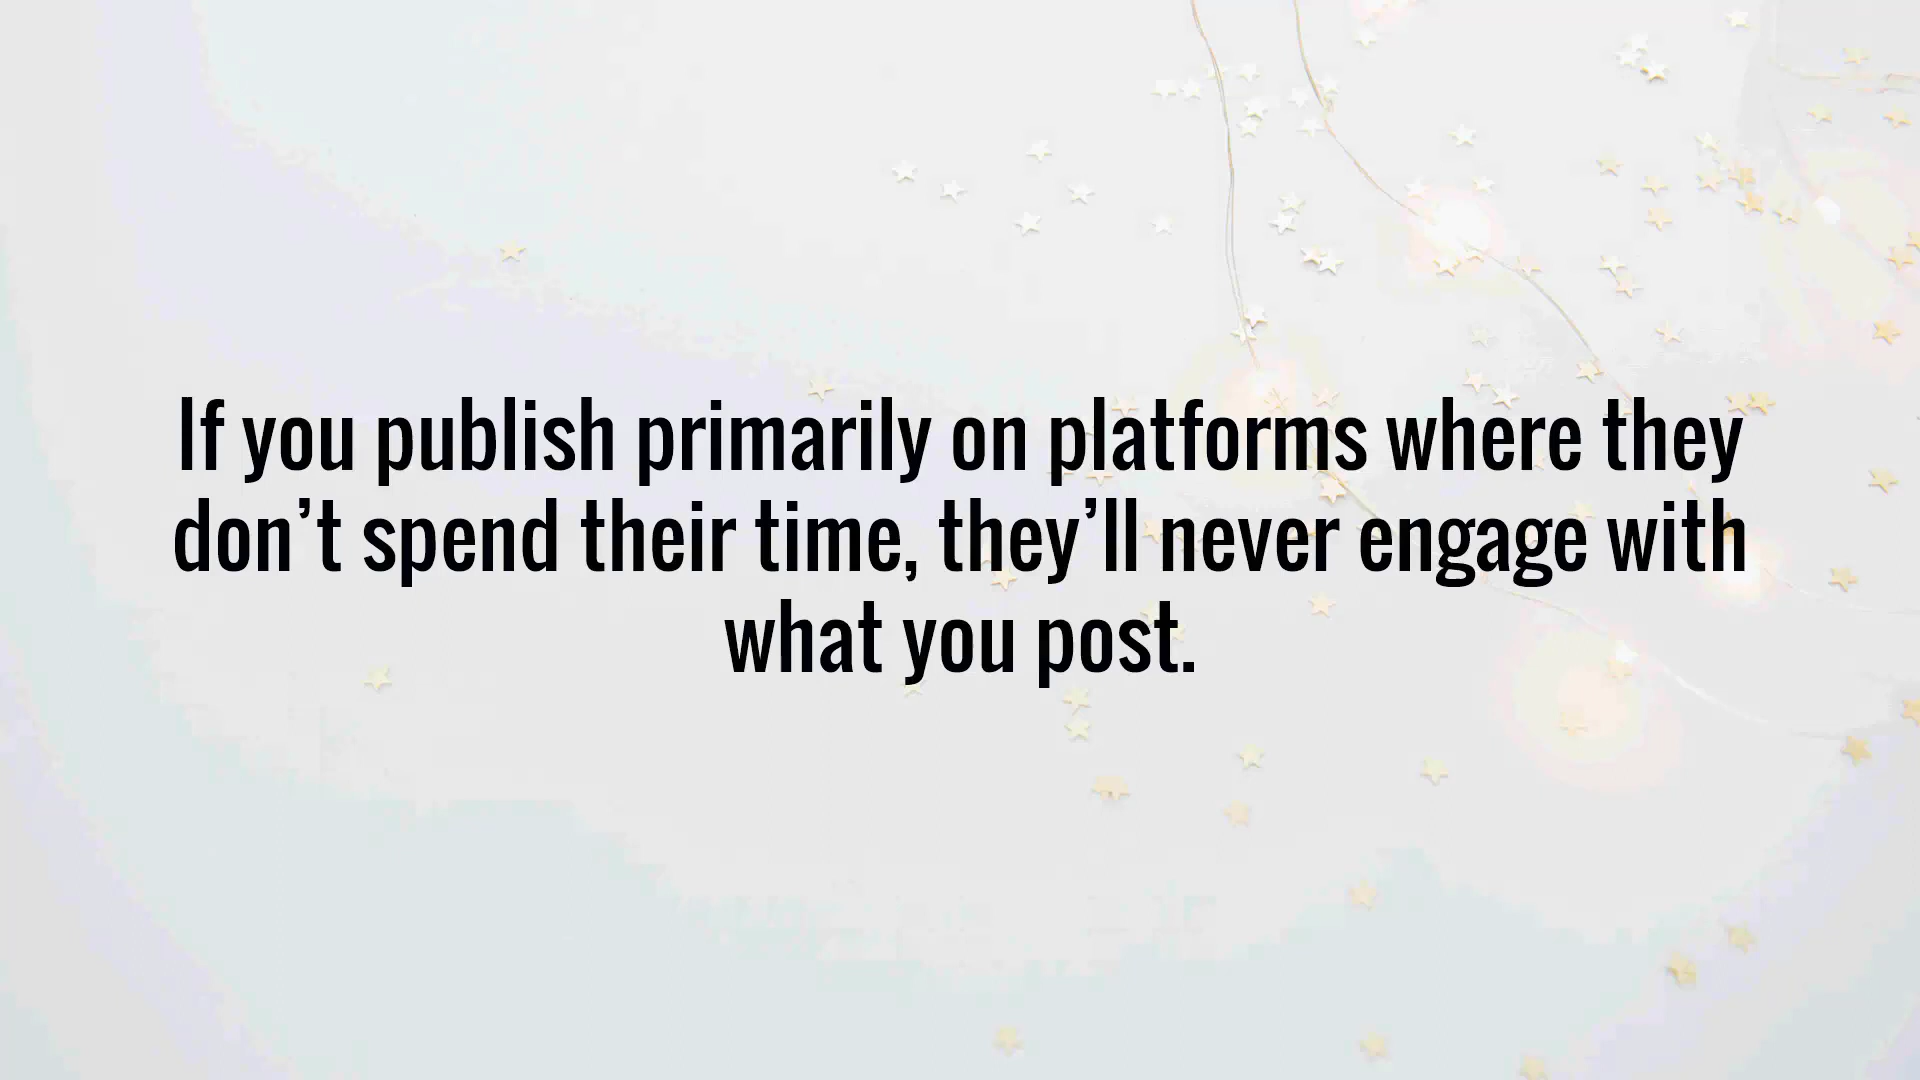 If you publish primarily on platforms where they
don’t spend their time, they’ll never engage with
what you post.